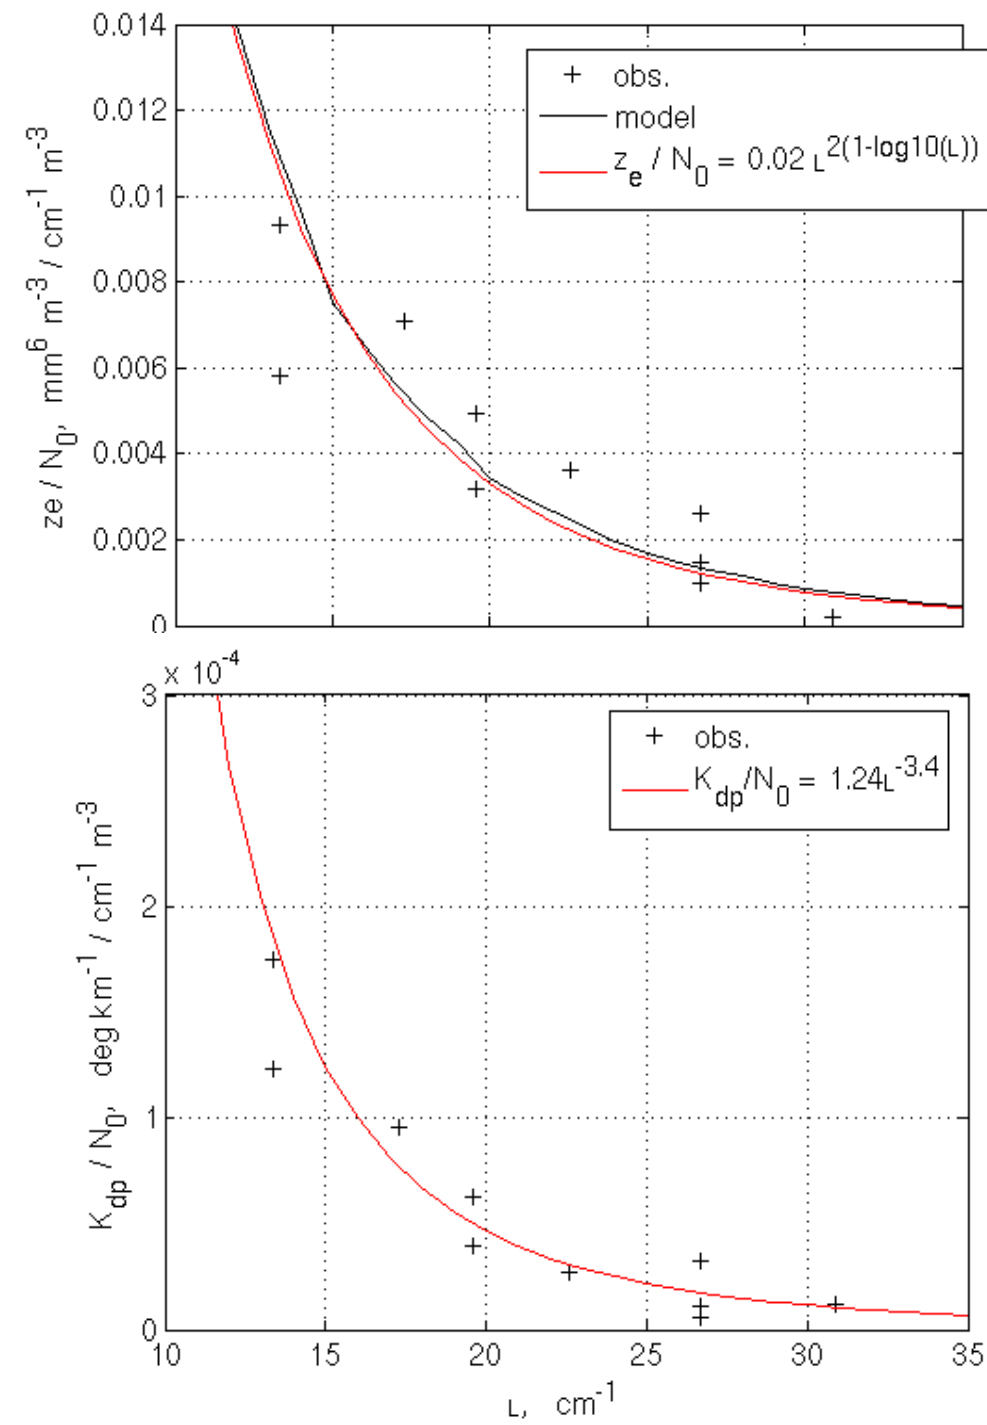 0.014
0.012
0.01
0.008
0.006
0.004
0.002
0
ze / N0, mm6 m-3 / cm-1 m-3
obs.
model
ze / N0 = 0.02 L2(1-log10(L))
x 10-4
3
2
1
0
Kdp / N0, deg km-1 / cm-1 m-3
obs.
Kdp/N0 = 1.24L-3.4
10 15 20 25 30 35
L, cm-1